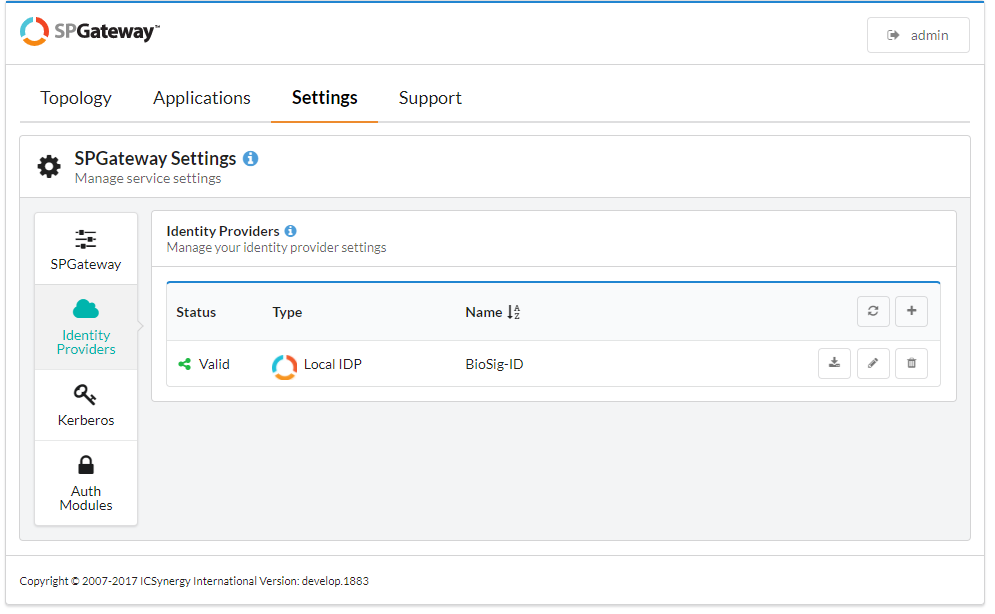 SPGateway™
admin
Topology Applications Settings Support
SPGateway Settings
Manage service settings
SPGateway
Identity
Providers
Kerberos
Auth
Modules
Identity Providers
Manage your identity provider settings
Status Type Name
Valid Local IDP BioSig-ID
Copyright © 2007-2017 ICSynergy International Version: develop.1883